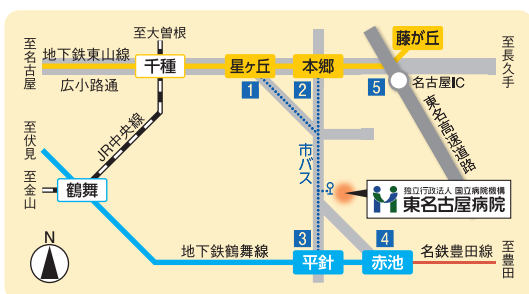 至大曽根
至名古屋
地下鉄東山線
千種
星ヶ丘
本郷
藤が丘
至長久手
広小路通
1
2
5
名古屋IC
至伏見
JR中央線
市バス
東名高速道路
至金山
鶴舞
独立行政法人 国立病院機構
東名古屋病院
N
地下鉄鶴舞線
3
平針
4
赤池
名鉄豊田線
至豊田